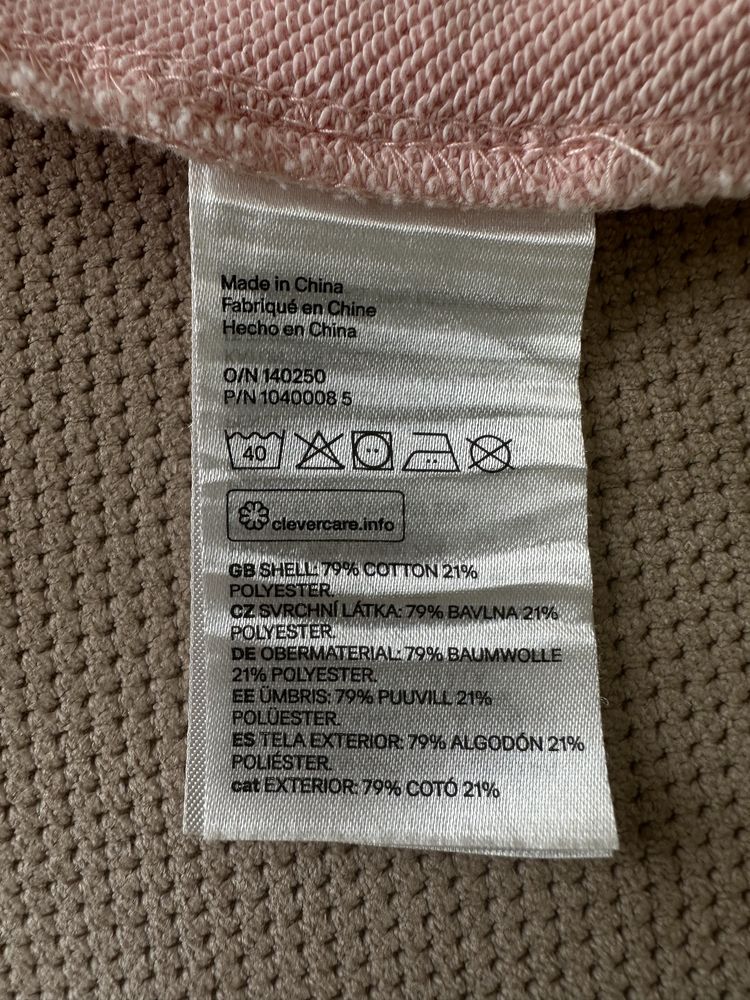 Made in China
Fabriqué en Chine
Hecho en China
O/N 140250
P/N 1040008 5
40
clevercare.info
GB SHELL: 79% COTTON 21%
POLYESTER.
CZ SVRCHNÍ LÁTKA: 79% BAVLNA 21%
POLYESTER.
DE OBERMATERIAL: 79% BAUMWOLLE
21% POLYESTER.
EE ÜMBRIS: 79% PUUVILL 21%
POLÜESTER.
ES TELA EXTERIOR: 79% ALGODÓN 21%
POLIÉSTER.
cat EXTERIOR: 79% COTÓ 21%